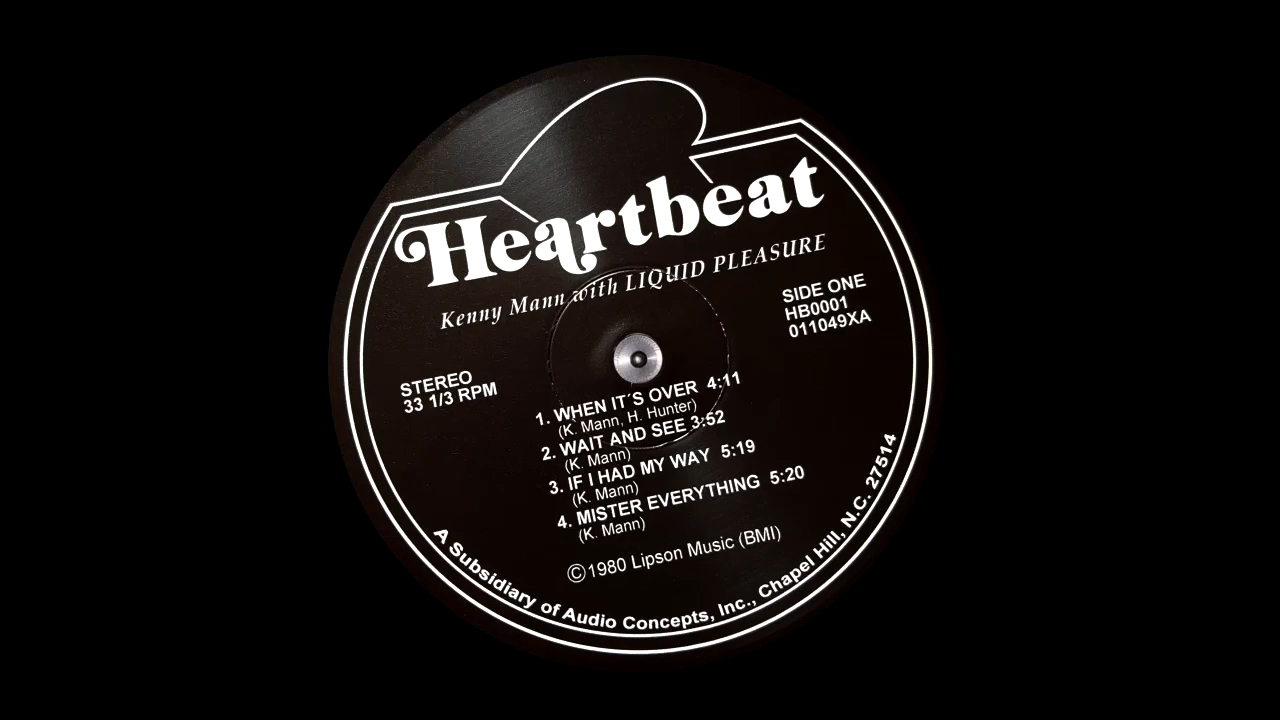 Heartbeat
Kenny Mann with LIQUID PLEASURE
SIDE ONE
HB0001
011049XA
STEREO
33 1/3 RPM
1. WHEN IT´S OVER 4:11
(K. Mann, H. Hunter)
2. WAIT AND SEE 3:52
(K. Mann)
3. IF I HAD MY WAY 5:19
(K. Mann)
4. MISTER EVERYTHING 5:20
(K. Mann)
©1980 Lipson Music (BMI)
A Subsidiary of Audio Concepts, Inc., Chapel Hill, N.C. 27514